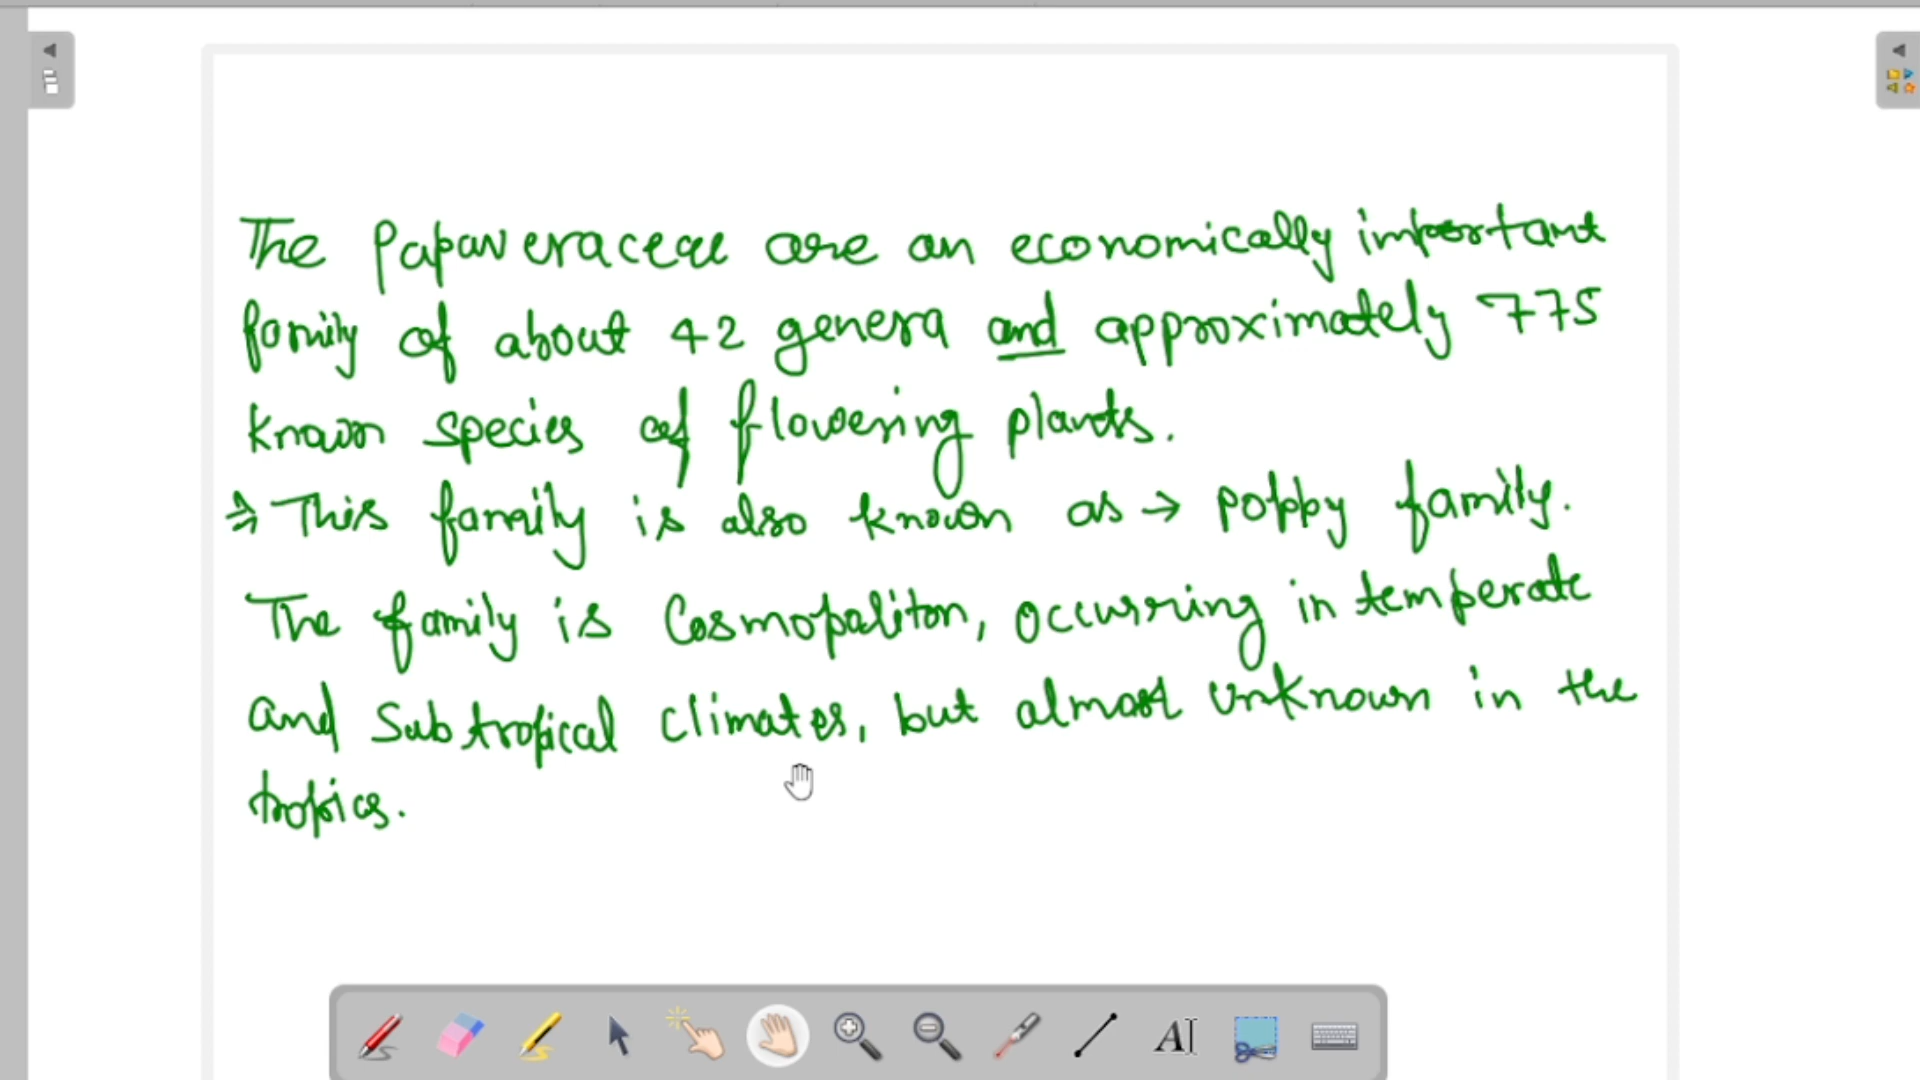 The Papaveraceae are an economically important
family of about 42 genera and approximately 775
known species of flowering plants.
⇒ This family is also known as → poppy family.
The family is Cosmopoliton, occurring in temperate
and Subtropical climates, but almost unknown in the
tropics.
AI